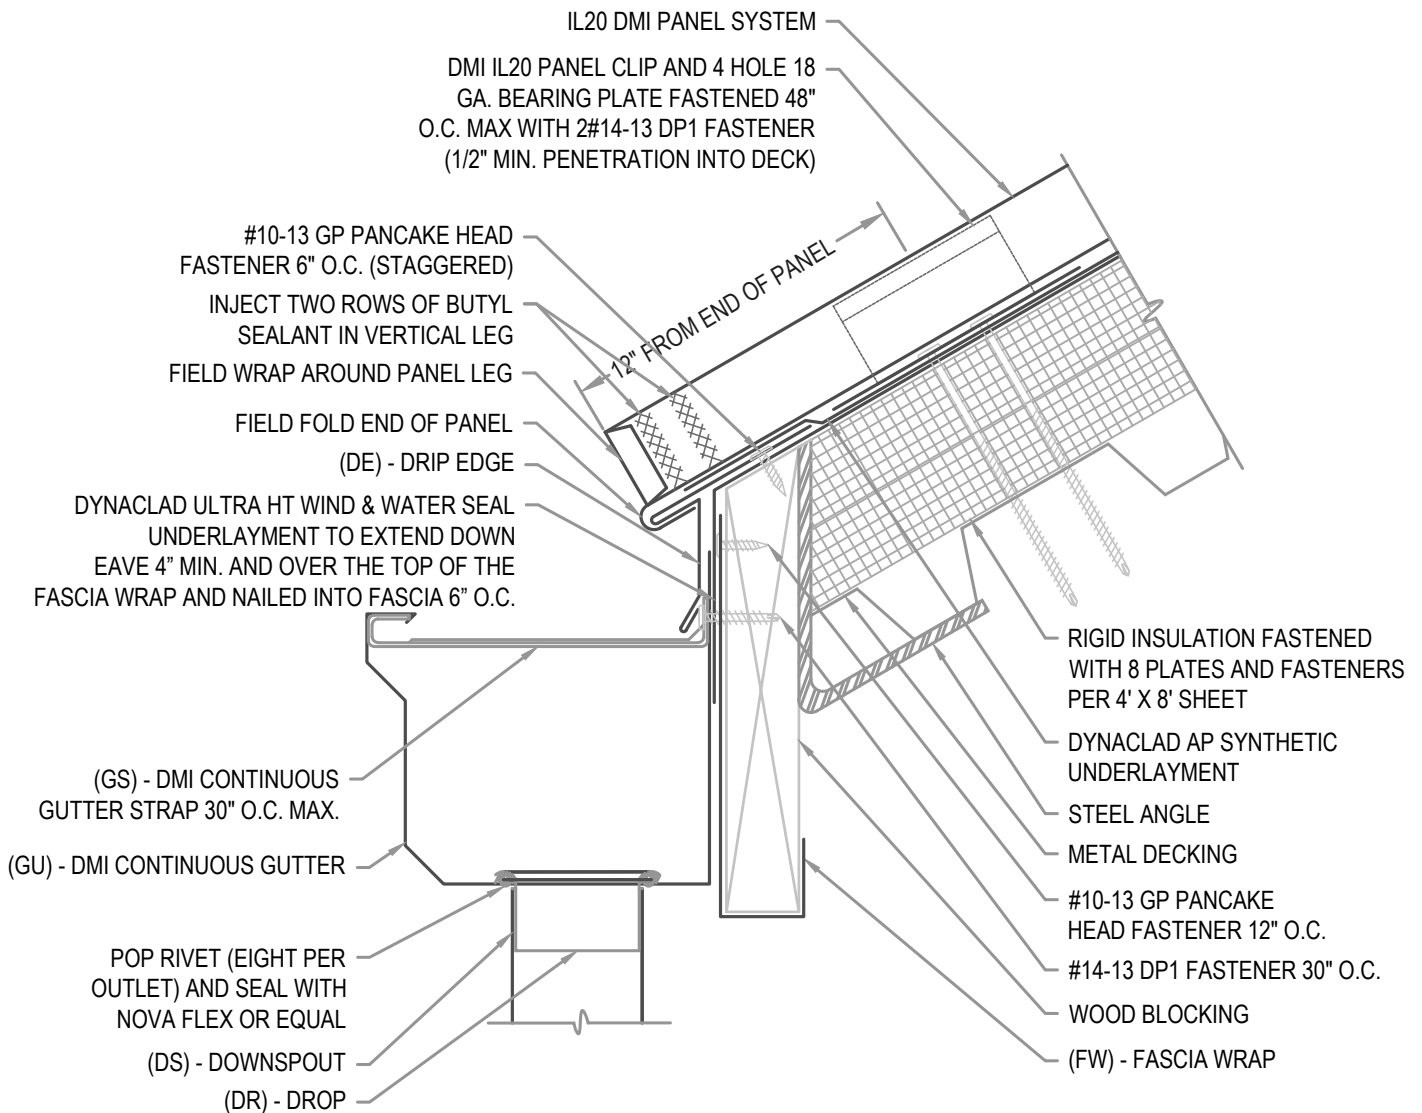 IL20 DMI PANEL SYSTEM
DMI IL20 PANEL CLIP AND 4 HOLE 18
GA. BEARING PLATE FASTENED 48"
O.C. MAX WITH 2#14-13 DP1 FASTENER
(1/2" MIN. PENETRATION INTO DECK)
#10-13 GP PANCAKE HEAD
FASTENER 6" O.C. (STAGGERED)
INJECT TWO ROWS OF BUTYL
SEALANT IN VERTICAL LEG
FIELD WRAP AROUND PANEL LEG
FIELD FOLD END OF PANEL
(DE) - DRIP EDGE
DYNACLAD ULTRA HT WIND & WATER SEAL
UNDERLAYMENT TO EXTEND DOWN
EAVE 4” MIN. AND OVER THE TOP OF THE
FASCIA WRAP AND NAILED INTO FASCIA 6” O.C.
12" FROM END OF PANEL
(GS) - DMI CONTINUOUS
GUTTER STRAP 30" O.C. MAX.
(GU) - DMI CONTINUOUS GUTTER
POP RIVET (EIGHT PER
OUTLET) AND SEAL WITH
NOVA FLEX OR EQUAL
(DS) - DOWNSPOUT
(DR) - DROP
RIGID INSULATION FASTENED
WITH 8 PLATES AND FASTENERS
PER 4' X 8' SHEET
DYNACLAD AP SYNTHETIC
UNDERLAYMENT
STEEL ANGLE
METAL DECKING
#10-13 GP PANCAKE
HEAD FASTENER 12" O.C.
#14-13 DP1 FASTENER 30" O.C.
WOOD BLOCKING
(FW) - FASCIA WRAP